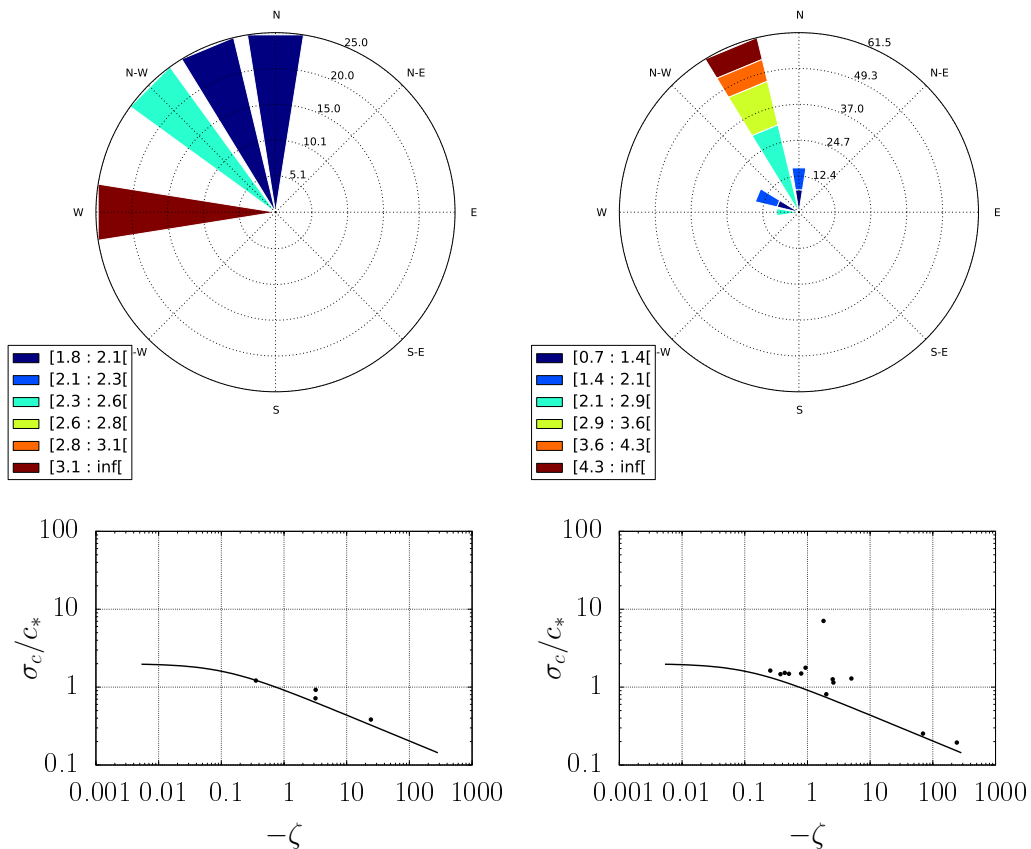 N
N-E
E
S-E
S
-W
W
N-W
5.1
10.1
15.0
20.0
25.0
[1.8 : 2.1[
[2.1 : 2.3[
[2.3 : 2.6[
[2.6 : 2.8[
[2.8 : 3.1[
[3.1 : inf[
N
N-E
E
S-E
S
-W
W
N-W
12.4
24.7
37.0
49.3
61.5
[0.7 : 1.4[
[1.4 : 2.1[
[2.1 : 2.9[
[2.9 : 3.6[
[3.6 : 4.3[
[4.3 : inf[
100
10
1
0.1
σc/c*
0.001 0.01 0.1 1 10 100 1000
−ζ
100
10
1
0.1
σc/c*
0.001 0.01 0.1 1 10 100 1000
−ζ